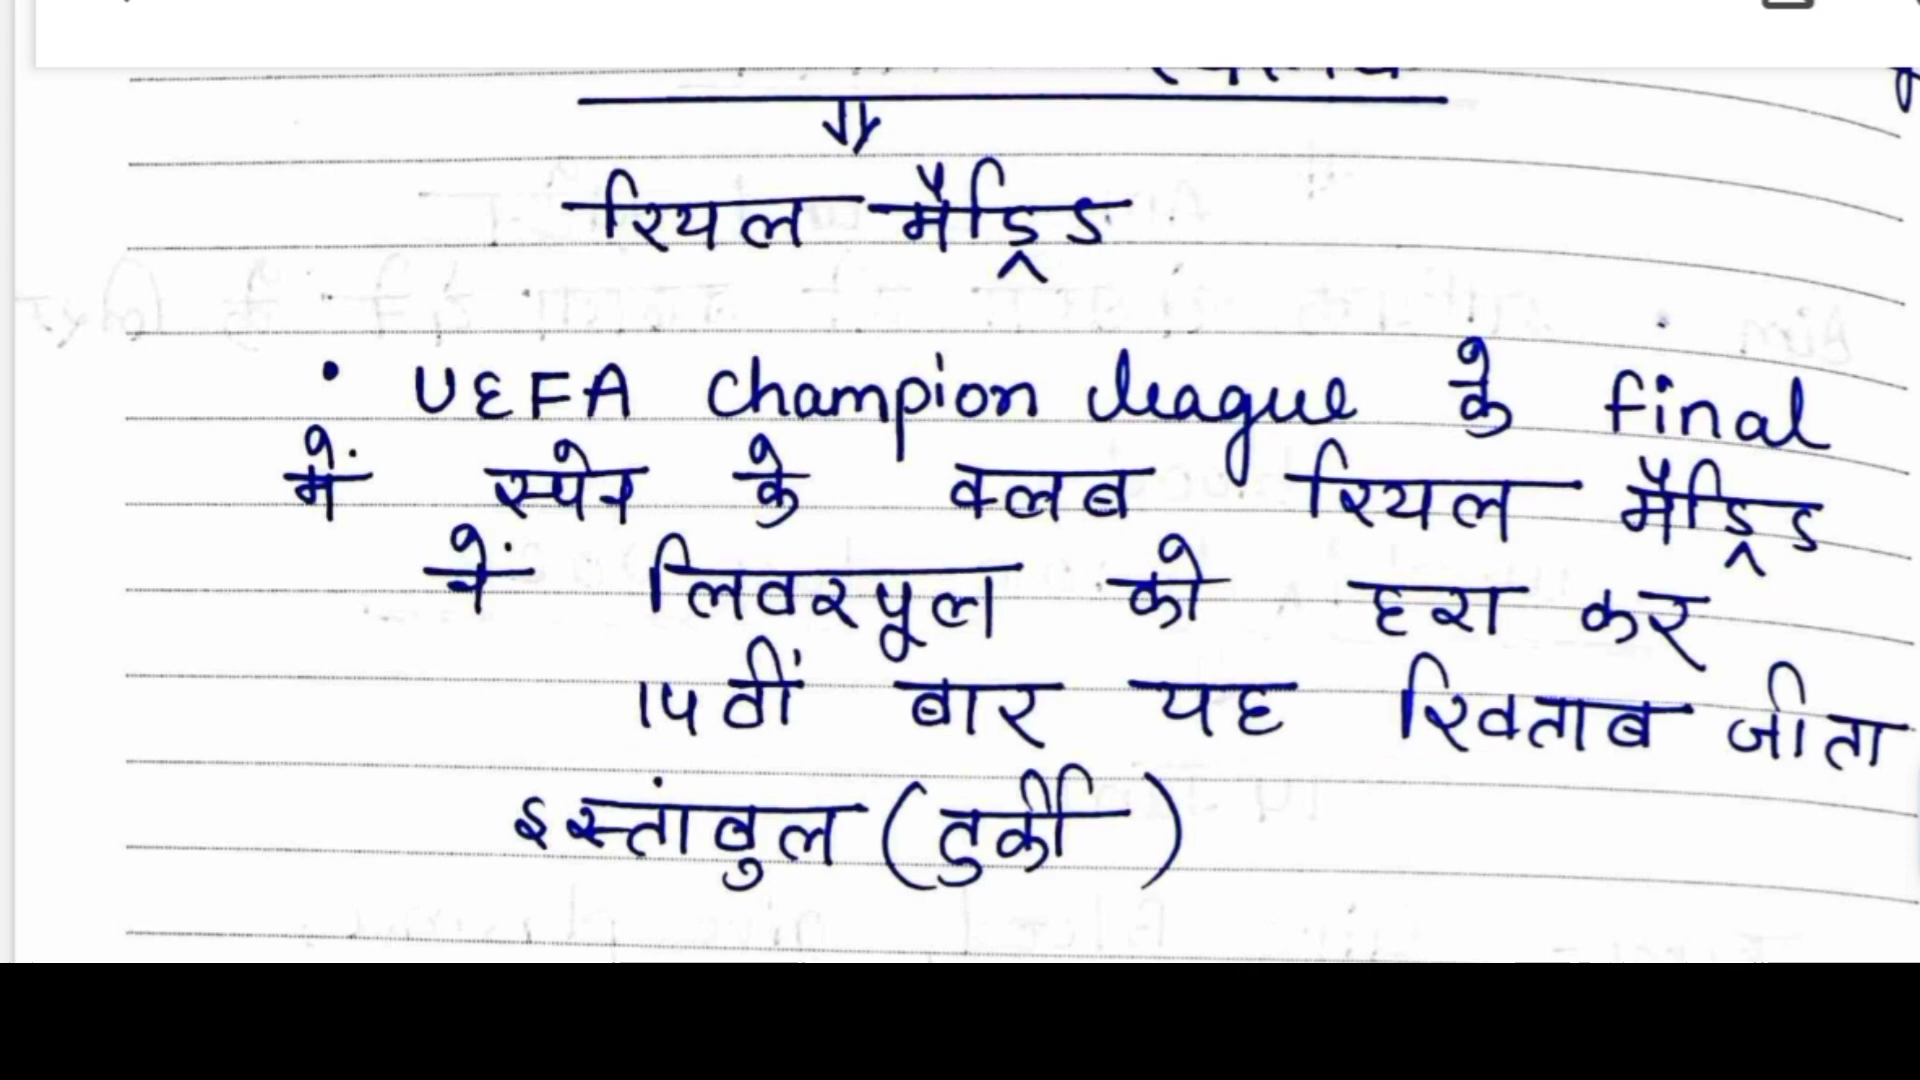 रियल मैड्रिड
• UEFA Champion league के final
में स्पेन के क्लब रियल मैड्रिड
नें लिवरपूल को हरा कर
14वीं बार यह खिताब जीता
इस्तांबुल (तुर्की)